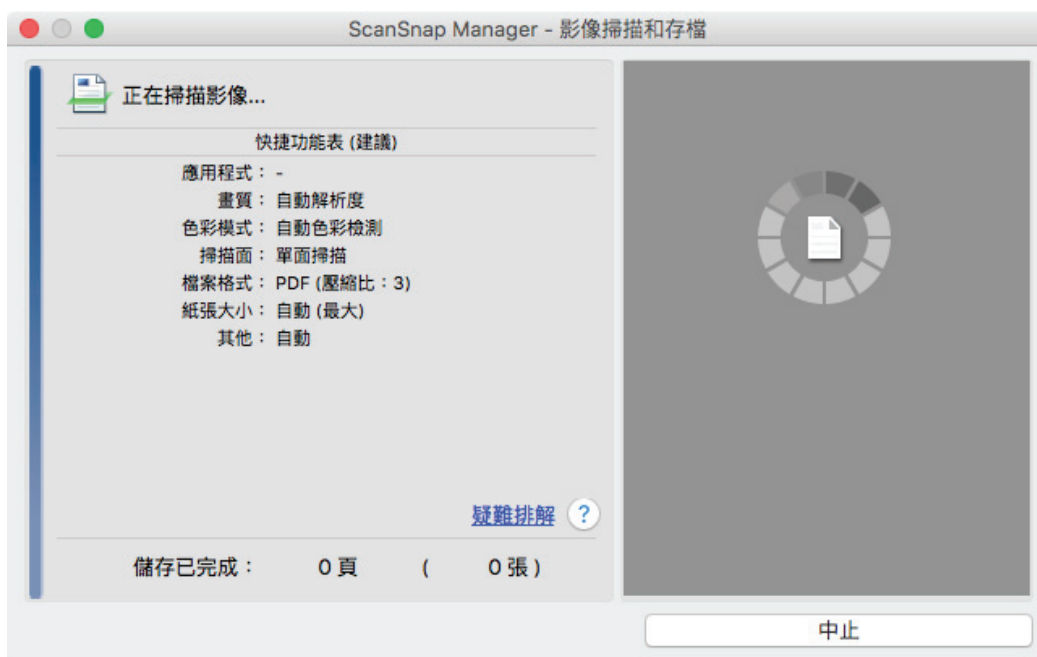 ScanSnap Manager - 影像掃描和存檔
正在掃描影像...
快捷功能表 (建議)
應用程式： -
畫質： 自動解析度
色彩模式： 自動色彩檢測
掃描面： 單面掃描
檔案格式： PDF (壓縮比：3)
紙張大小： 自動 (最大)
其他： 自動
疑難排解 ?
儲存已完成： 0 頁 ( 0 張 )
中止